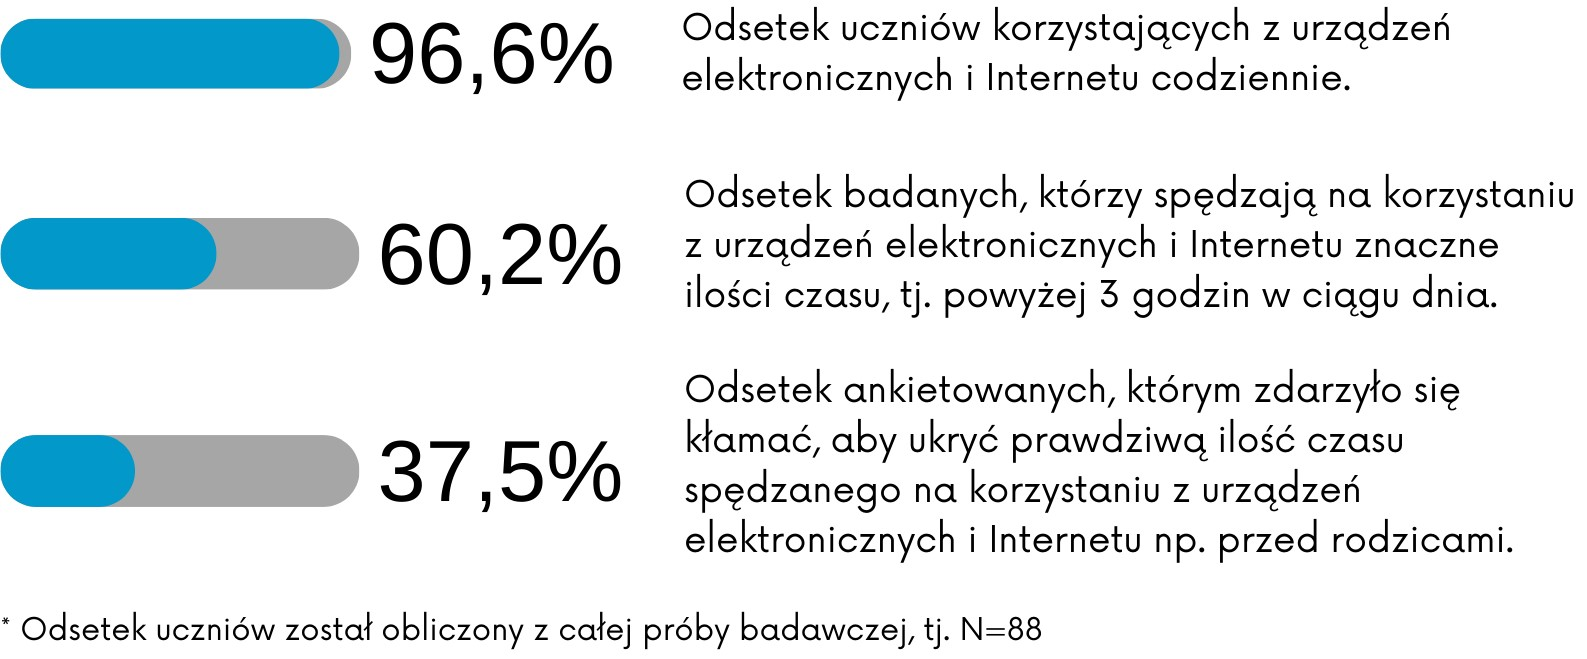 96,6%
Odsetek uczniów korzystających z urządzeń
elektronicznych i Internetu codziennie.
60,2%
Odsetek badanych, którzy spędzają na korzystaniu
z urządzeń elektronicznych i Internetu znaczne
ilości czasu, tj. powyżej 3 godzin w ciągu dnia.
37,5%
Odsetek ankietowanych, którym zdarzyło się
kłamać, aby ukryć prawdziwą ilość czasu
spędzanego na korzystaniu z urządzeń
elektronicznych i Internetu np. przed rodzicami.
* Odsetek uczniów został obliczony z całej próby badawczej, tj. N=88